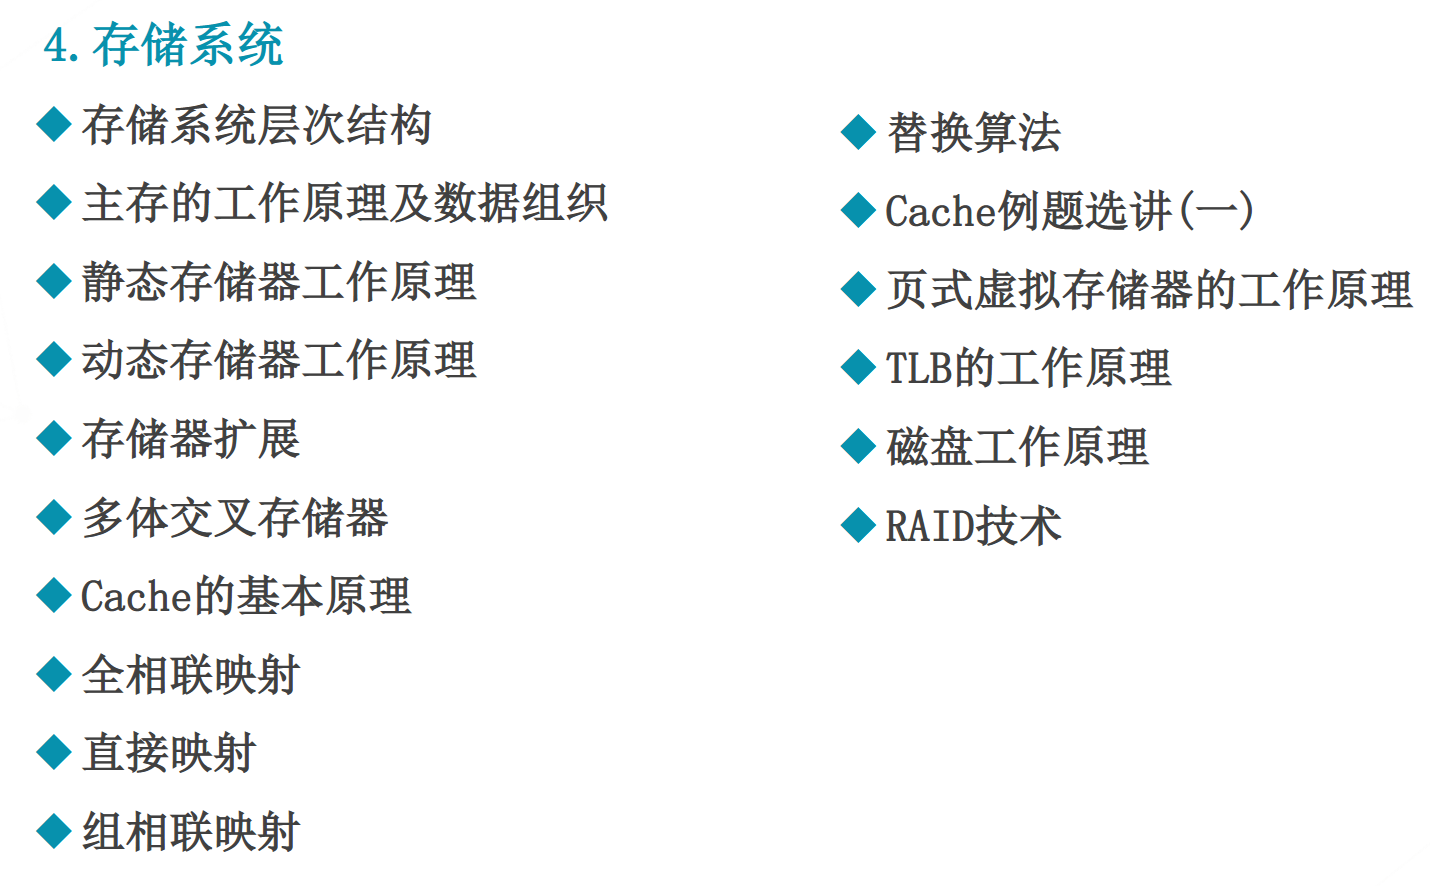 4.存储系统
存储系统层次结构
主存的工作原理及数据组织
静态存储器工作原理
动态存储器工作原理
存储器扩展
多体交叉存储器
Cache的基本原理
全相联映射
直接映射
组相联映射
替换算法
Cache例题选讲(一)
页式虚拟存储器的工作原理
TLB的工作原理
磁盘工作原理
RAID技术